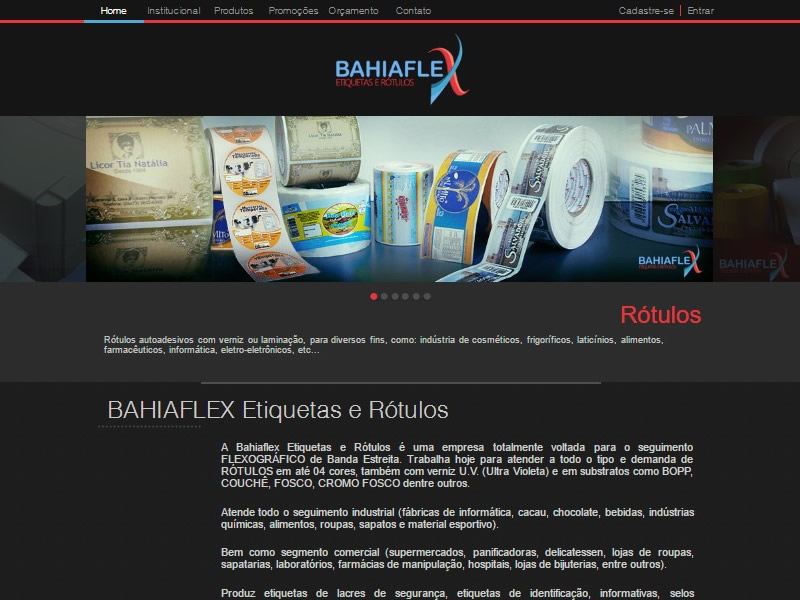 Home Institucional Produtos Promoções Orçamento Contato Cadastre-se Entrar
BAHIAFLEX
ETIQUETAS E RÓTULOS
Licor Tia Natália
Licor Tia Natália
SALVADOR
BAHIAFLEX
BAHIAFLEX
Rótulos
Rótulos autoadesivos com verniz ou laminação, para diversos fins, como: indústria de cosméticos, frigoríficos, laticínios, alimentos,
farmacêuticos, informática, eletro-eletrônicos, etc...
BAHIAFLEX Etiquetas e Rótulos
A Bahiaflex Etiquetas e Rótulos é uma empresa totalmente voltada para o seguimento
FLEXOGRÁFICO de Banda Estreita. Trabalha hoje para atender a todo o tipo e demanda de
RÓTULOS em até 04 cores, também com verniz U.V. (Ultra Violeta) e em substratos como BOPP,
COUCHÊ, FOSCO, CROMO FOSCO dentre outros.
Atende todo o seguimento industrial (fábricas de informática, cacau, chocolate, bebidas, indústrias
químicas, alimentos, roupas, sapatos e material esportivo).
Bem como segmento comercial (supermercados, panificadoras, delicatessen, lojas de roupas,
sapatarias, laboratórios, farmácias de manipulação, hospitais, lojas de bijuterias, entre outros).
Produz etiquetas de lacres de segurança, etiquetas de identificação, informativas, selos